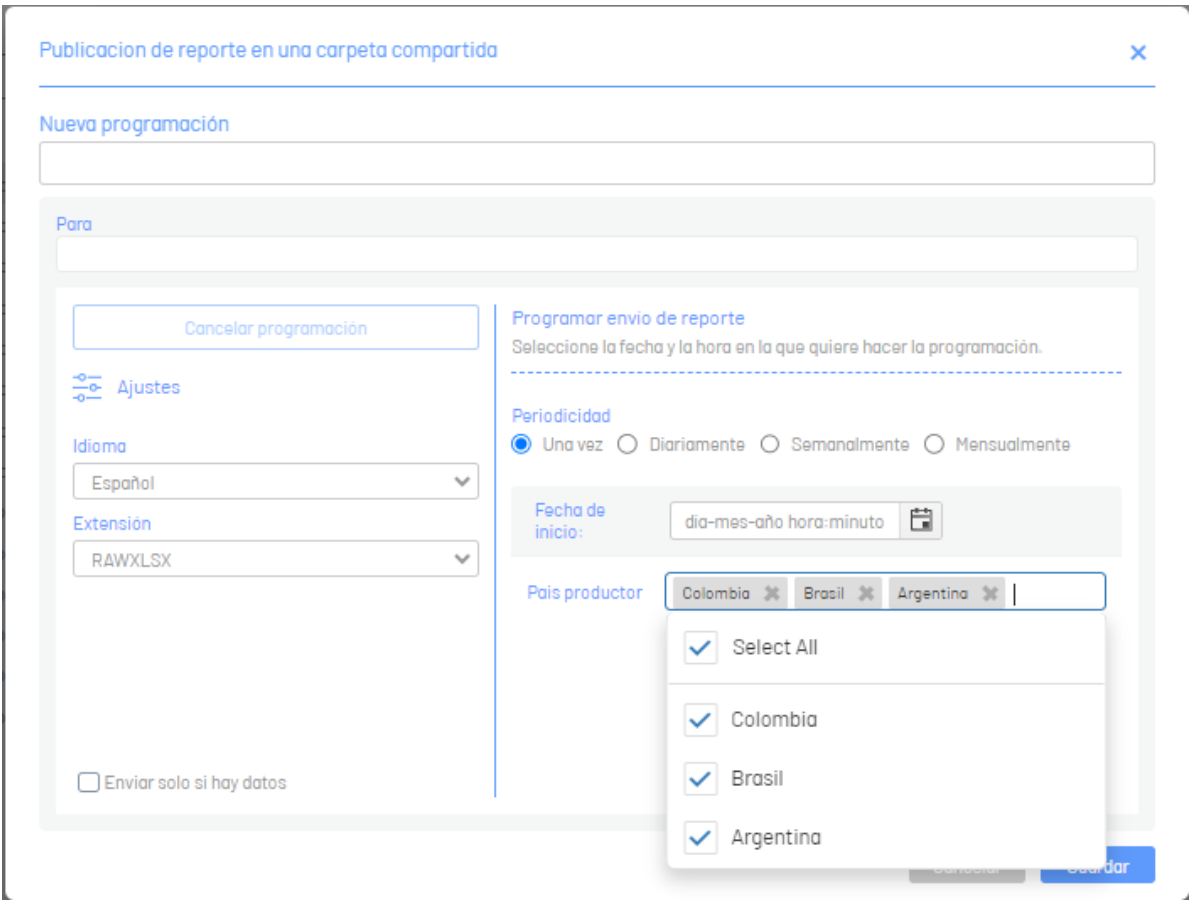 Publicacion de reporte en una carpeta compartida
Nueva programación
Para
Cancelar programación
Ajustes
Idioma
Español
Extensión
RAWXLSX
Enviar solo si hay datos
Programar envio de reporte
Seleccione la fecha y la hora en la que quiere hacer la programación.
Periodicidad
Una vez Diariamente Semanalmente Mensualmente
Fecha de
inicio:
dia-mes-año hora:minuto
Pais productor
Colombia Brasil Argentina
Select All
Colombia
Brasil
Argentina
Cancelar Guardar